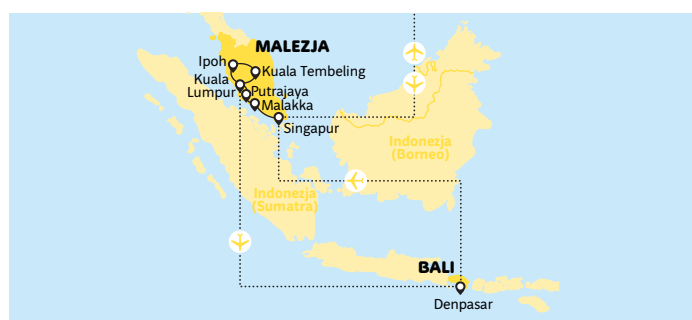 MALEZJA
Ipoh
Kuala Tembeling
Kuala
Lumpur
Putrajaya
Malakka
Singapur
Indonezja
(Borneo)
Indonezja
(Sumatra)
BALI
Denpasar